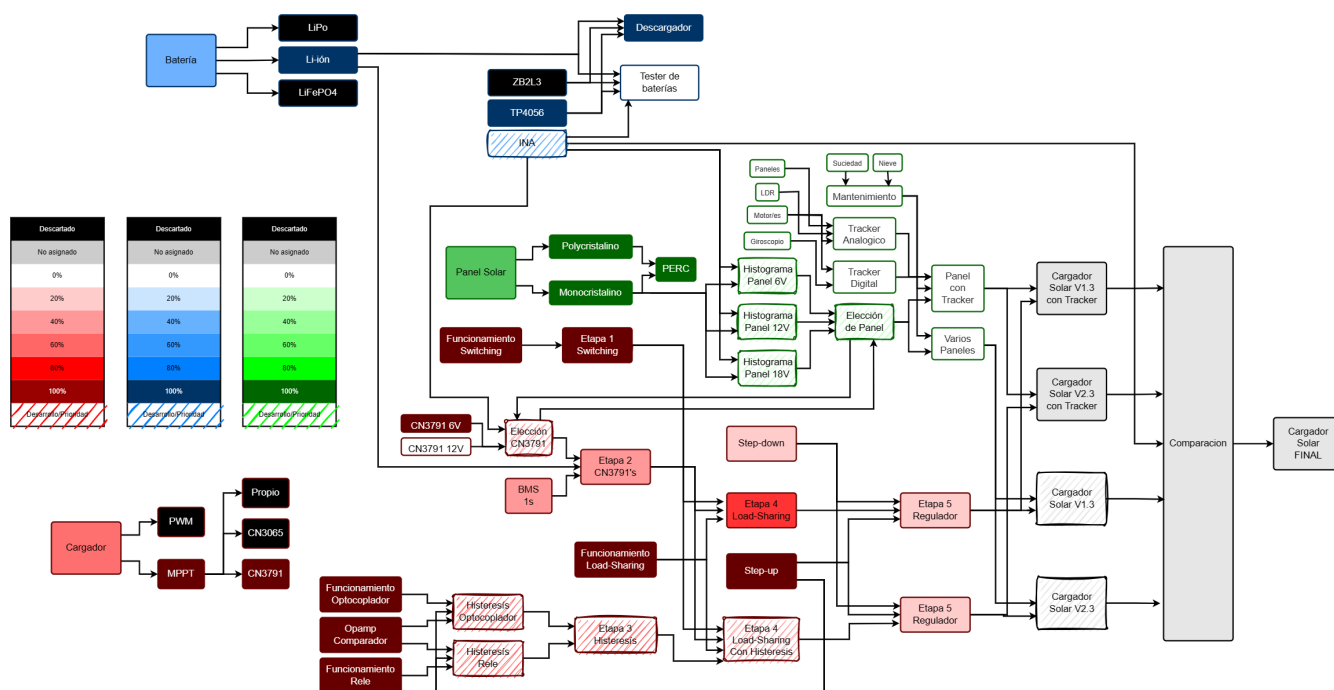 Batería
LiPo
Li-ión
LiFePO4
Descargador
ZB2L3
Tester de
baterías
TP4056
INA
Descartado
No asignado
0%
20%
40%
60%
80%
100%
Desarrollo/Prioridad
Descartado
No asignado
0%
20%
40%
60%
80%
100%
Desarrollo/Prioridad
Descartado
No asignado
0%
20%
40%
60%
80%
100%
Desarrollo/Prioridad
Panel Solar
Polycristalino
Monocristalino
PERC
Paneles
LDR
Motor/es
Giroscopio
Suciedad
Nieve
Mantenimiento
Tracker
Analogico
Tracker
Digital
Histograma
Panel 6V
Histograma
Panel 12V
Histograma
Panel 18V
Elección
de Panel
Panel
con
Tracker
Varios
Paneles
Funcionamiento
Switching
Etapa 1
Switching
CN3791 6V
CN3791 12V
Elección
CN3791
BMS
1s
Etapa 2
CN3791's
Step-down
Etapa 4
Load-Sharing
Funcionamiento
Load-Sharing
Step-up
Etapa 5
Regulador
Etapa 5
Regulador
Cargador
PWM
MPPT
Propio
CN3065
CN3791
Funcionamiento
Optocoplador
Opamp
Comparador
Funcionamiento
Rele
Histeresís
Optocoplador
Histeresís
Rele
Etapa 3
Histeresís
Etapa 4
Load-Sharing
Con Histeresis
Cargador
Solar V1.3
con Tracker
Cargador
Solar V2.3
con Tracker
Cargador
Solar V1.3
Cargador
Solar V2.3
Comparacion
Cargador
Solar
FINAL